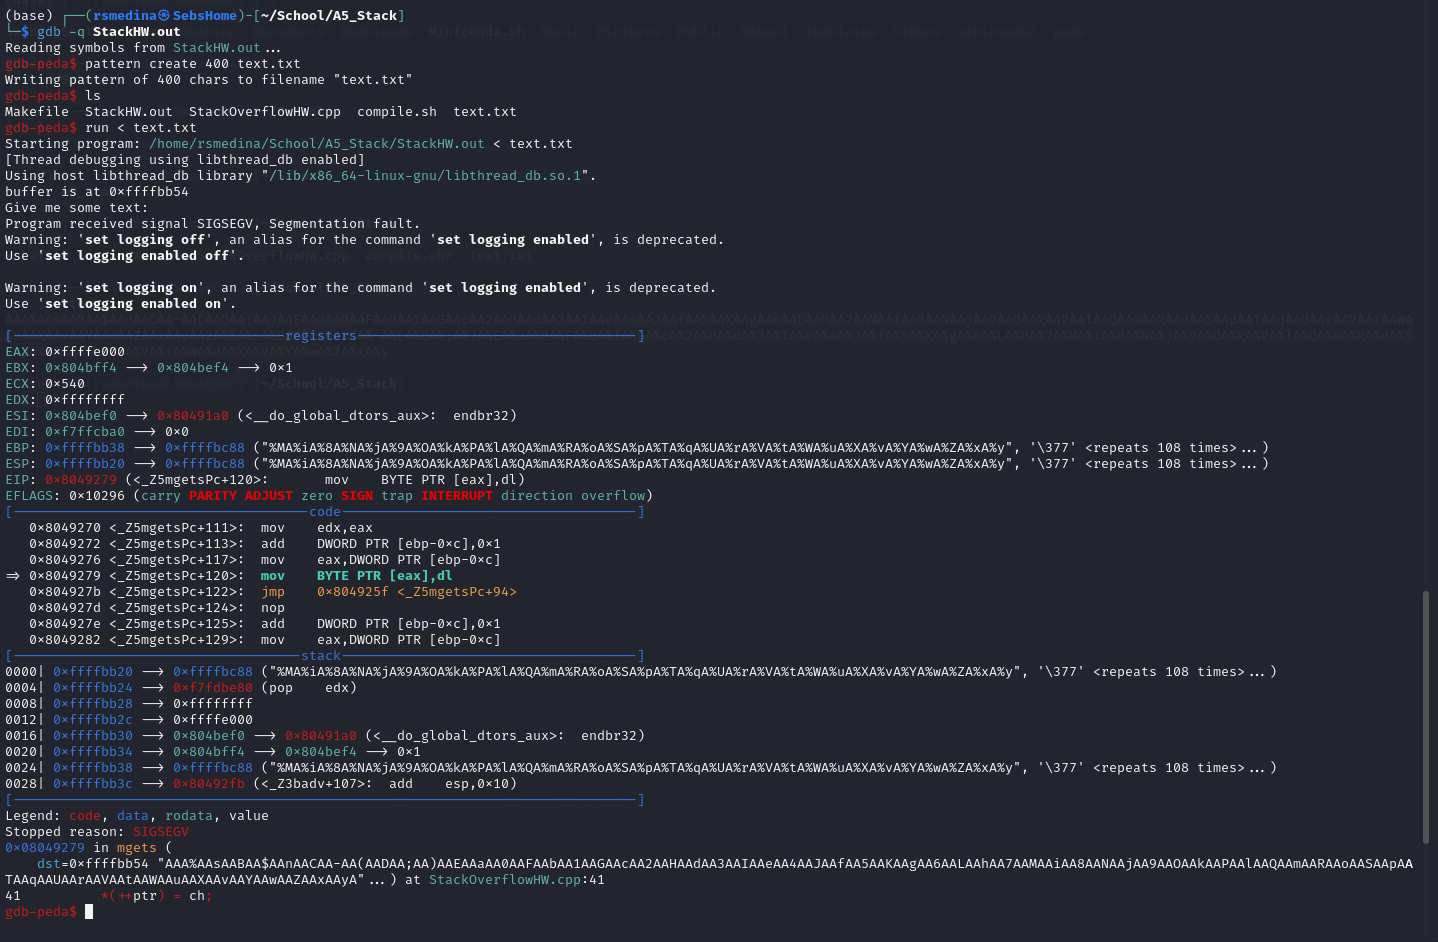 (base) ┌──(rsmedina㉿SebsHome)-[~/School/A5_Stack]
└─$ gdb -q StackHW.out
Reading symbols from StackHW.out...
gdb-peda$ pattern create 400 text.txt
Writing pattern of 400 chars to filename "text.txt"
gdb-peda$ ls
Makefile  StackHW.out  StackOverflowHW.cpp  compile.sh  text.txt
gdb-peda$ run < text.txt
Starting program: /home/rsmedina/School/A5_Stack/StackHW.out < text.txt
[Thread debugging using libthread_db enabled]
Using host libthread_db library "/lib/x86_64-linux-gnu/libthread_db.so.1".
buffer is at 0xffffbb54
Give me some text:
Program received signal SIGSEGV, Segmentation fault.
Warning: 'set logging off', an alias for the command 'set logging enabled', is deprecated.
Use 'set logging enabled off'.
Warning: 'set logging on', an alias for the command 'set logging enabled', is deprecated.
Use 'set logging enabled on'.
[----------------------------------registers-----------------------------------]
EAX: 0xffffe000
EBX: 0x804bff4 --> 0x804bef4 --> 0x1
ECX: 0x540
EDX: 0xffffffff
ESI: 0x804bef0 --> 0x80491a0 (<__do_global_dtors_aux>:  endbr32)
EDI: 0xf7ffcba0 --> 0x0
EBP: 0xffffbb38 --> 0xffffbc88 ("%MA%iA%8A%NA%jA%9A%OA%kA%PA%lA%QA%mA%RA%oA%SA%pA%TA%qA%UA%rA%VA%tA%WA%uA%XA%vA%YA%wA%ZA%xA%y", '\377' <repeats 108 times>...)
ESP: 0xffffbb20 --> 0xffffbc88 ("%MA%iA%8A%NA%jA%9A%OA%kA%PA%lA%QA%mA%RA%oA%SA%pA%TA%qA%UA%rA%VA%tA%WA%uA%XA%vA%YA%wA%ZA%xA%y", '\377' <repeats 108 times>...)
EIP: 0x8049279 (<_Z5mgetsPc+120>:       mov    BYTE PTR [eax],dl)
EFLAGS: 0x10296 (carry PARITY ADJUST zero SIGN trap INTERRUPT direction overflow)
[-------------------------------------code-------------------------------------]
   0x8049270 <_Z5mgetsPc+111>:  mov    edx,eax
   0x8049272 <_Z5mgetsPc+113>:  add    DWORD PTR [ebp-0xc],0x1
   0x8049276 <_Z5mgetsPc+117>:  mov    eax,DWORD PTR [ebp-0xc]
=> 0x8049279 <_Z5mgetsPc+120>:  mov    BYTE PTR [eax],dl
   0x804927b <_Z5mgetsPc+122>:  jmp    0x804925f <_Z5mgetsPc+94>
   0x804927d <_Z5mgetsPc+124>:  nop
   0x804927e <_Z5mgetsPc+125>:  add    DWORD PTR [ebp-0xc],0x1
   0x8049282 <_Z5mgetsPc+129>:  mov    eax,DWORD PTR [ebp-0xc]
[------------------------------------stack-------------------------------------]
0000| 0xffffbb20 --> 0xffffbc88 ("%MA%iA%8A%NA%jA%9A%OA%kA%PA%lA%QA%mA%RA%oA%SA%pA%TA%qA%UA%rA%VA%tA%WA%uA%XA%vA%YA%wA%ZA%xA%y", '\377' <repeats 108 times>...)
0004| 0xffffbb24 --> 0xf7fdbe80 (pop    edx)
0008| 0xffffbb28 --> 0xffffffff
0012| 0xffffbb2c --> 0xffffe000
0016| 0xffffbb30 --> 0x804bef0 --> 0x80491a0 (<__do_global_dtors_aux>:  endbr32)
0020| 0xffffbb34 --> 0x804bff4 --> 0x804bef4 --> 0x1
0024| 0xffffbb38 --> 0xffffbc88 ("%MA%iA%8A%NA%jA%9A%OA%kA%PA%lA%QA%mA%RA%oA%SA%pA%TA%qA%UA%rA%VA%tA%WA%uA%XA%vA%YA%wA%ZA%xA%y", '\377' <repeats 108 times>...)
0028| 0xffffbb3c --> 0x80492fb (<_Z3badv+107>:  add    esp,0x10)
[------------------------------------------------------------------------------]
Legend: code, data, rodata, value
Stopped reason: SIGSEGV
0x08049279 in mgets (
    dst=0xffffbb54 "AAA%AAsAABAA$AAnAACAA-AA(AADAA;AA)AAEAAaAA0AAFAAbAA1AAGAAcAA2AAHAAdAA3AAIAAeAA4AAJAAfAA5AAKAAgAA6AALAAhAA7AAMAAiAA8AANAAjAA9AAOAAkAAPAAlAAQAAmAARAAoAASAApAA
TAAqAAUAArAAVAAtAAWAAuAAXAAvAAYAAwAAZAAxAAyA"...) at StackOverflowHW.cpp:41
41          *(++ptr) = ch;
gdb-peda$